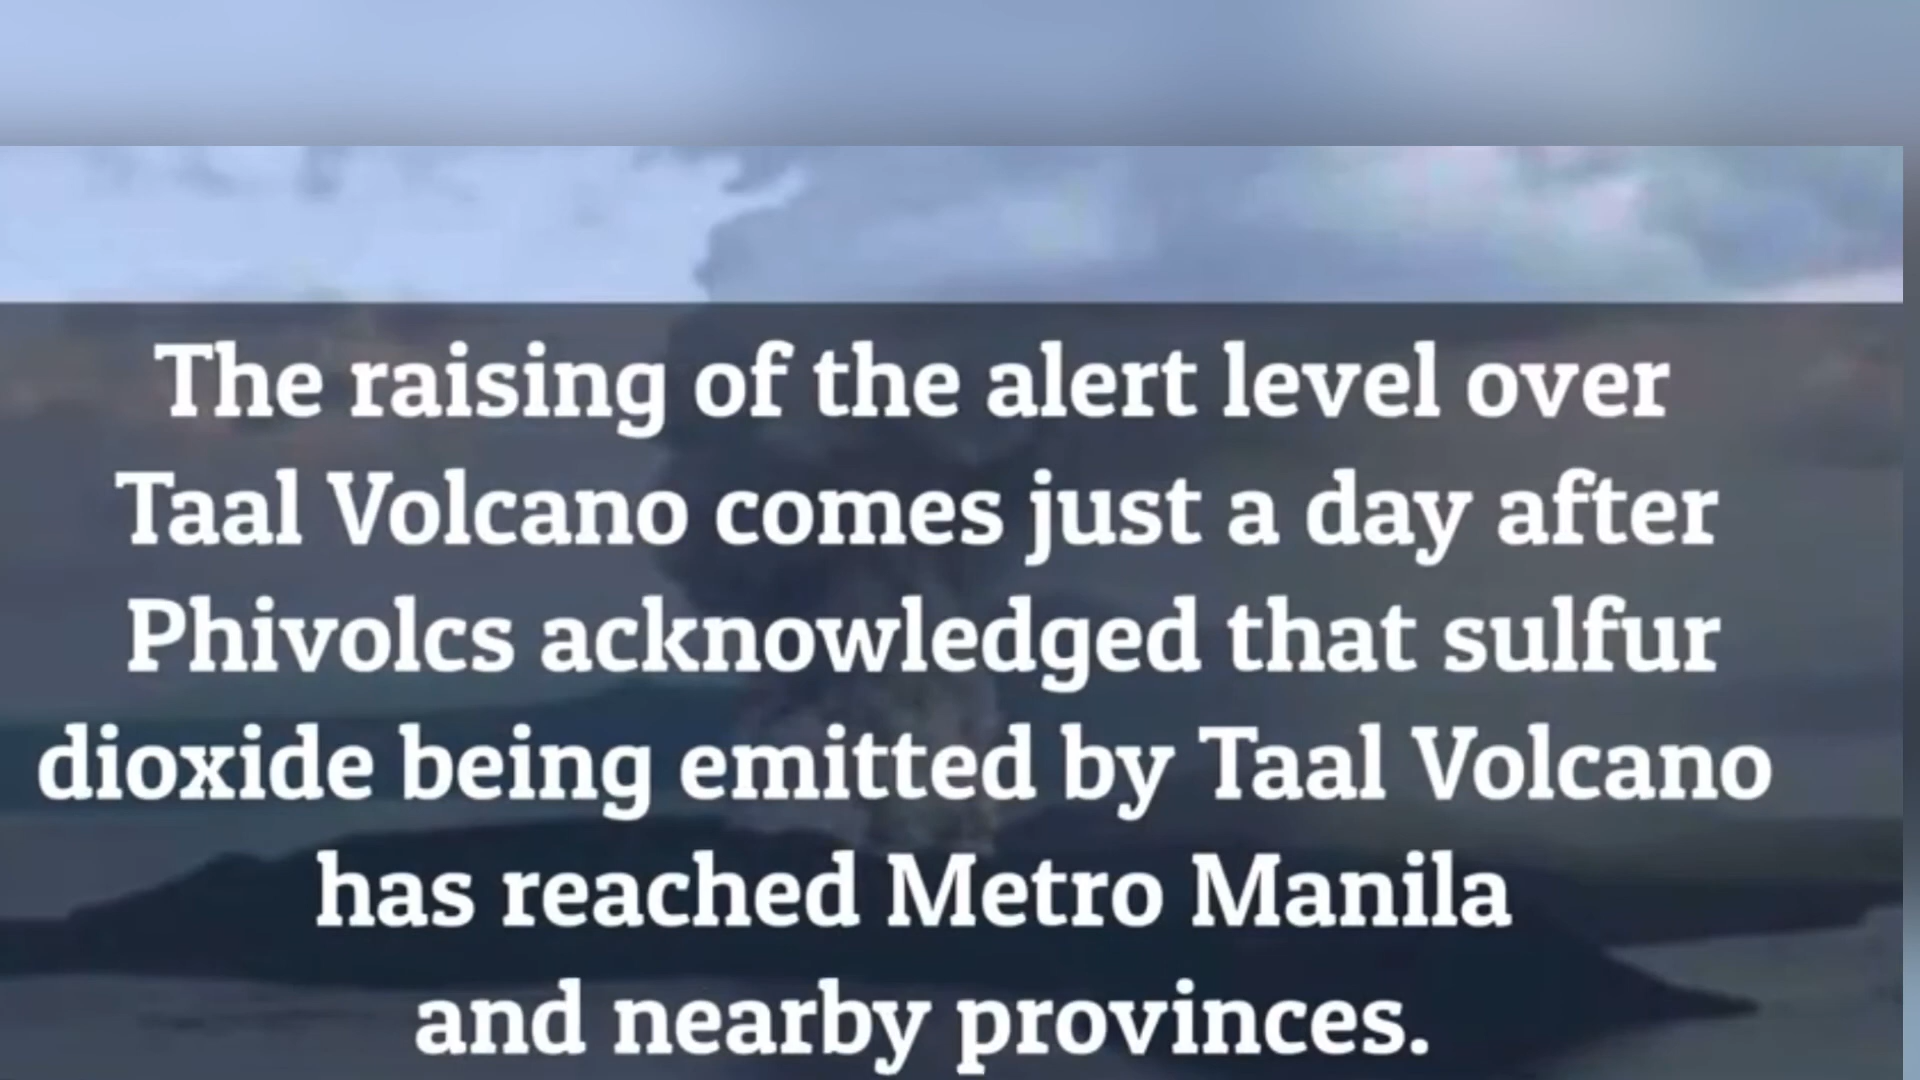 The raising of the alert level over
Taal Volcano comes just a day after
Phivolcs acknowledged that sulfur
dioxide being emitted by Taal Volcano
has reached Metro Manila
and nearby provinces.